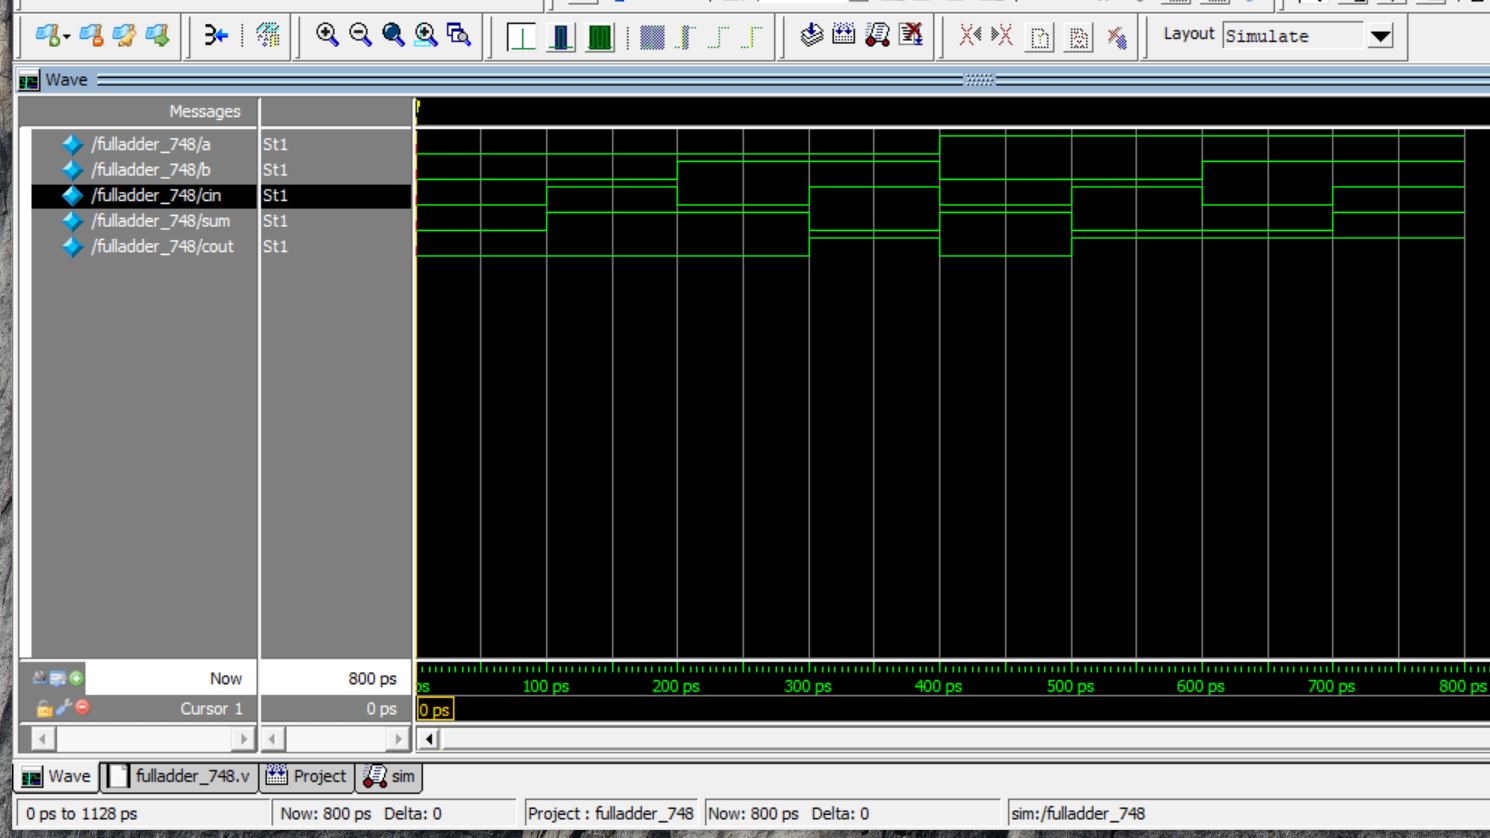 Layout Simulate
Wave
Messages
/fulladder_748/a St1
/fulladder_748/b St1
/fulladder_748/cin St1
/fulladder_748/sum St1
/fulladder_748/cout St1
Now 800 ps ps 100 ps 200 ps 300 ps 400 ps 500 ps 600 ps 700 ps 800 ps
Cursor 1 0 ps 0 ps
Wave fulladder_748.v Project sim
0 ps to 1128 ps Now: 800 ps Delta: 0 Project : fulladder_748 Now: 800 ps Delta: 0 sim:/fulladder_748